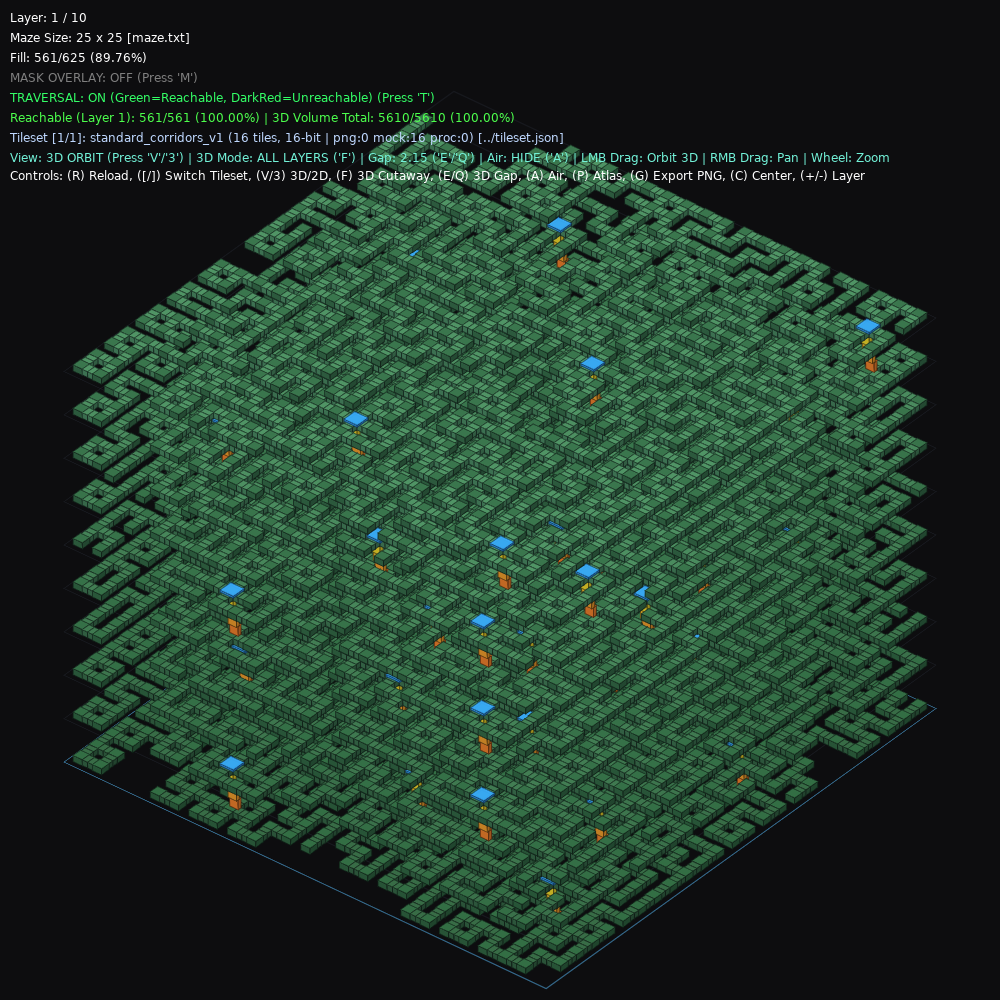 Layer: 1 / 10
Maze Size: 25 x 25 [maze.txt]
Fill: 561/625 (89.76%)
MASK OVERLAY: OFF (Press 'M')
TRAVERSAL: ON (Green=Reachable, DarkRed=Unreachable) (Press 'T')
Reachable (Layer 1): 561/561 (100.00%) | 3D Volume Total: 5610/5610 (100.00%)
Tileset [1/1]: standard_corridors_v1 (16 tiles, 16-bit | png:0 mock:16 proc:0) [../tileset.json]
View: 3D ORBIT (Press 'V'/'3') | 3D Mode: ALL LAYERS ('F') | Gap: 2.15 ('E'/'Q') | Air: HIDE ('A') | LMB Drag: Orbit 3D | RMB Drag: Pan | Wheel: Zoom
Controls: (R) Reload, ([/]) Switch Tileset, (V/3) 3D/2D, (F) 3D Cutaway, (E/Q) 3D Gap, (A) Air, (P) Atlas, (G) Export PNG, (C) Center, (+/-) Layer